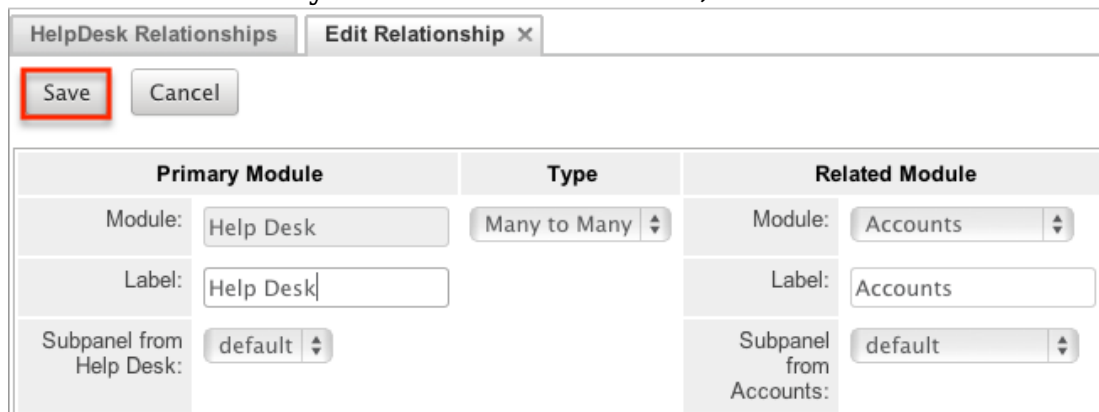 HelpDesk Relationships Edit Relationship ×
Save Cancel
Primary Module Type Related Module
Module: Help Desk Many to Many Module: Accounts
Label: Help Desk Label: Accounts
Subpanel from Help Desk: default Subpanel from Accounts: default